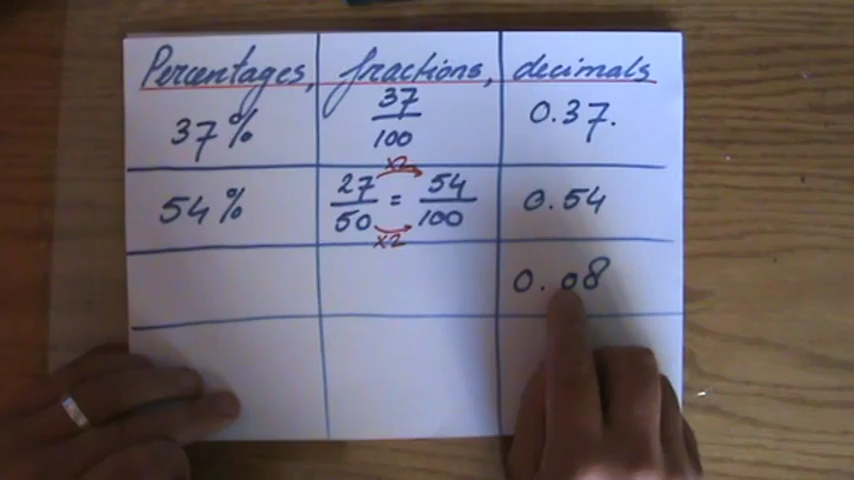 Percentages, fractions, decimals
37% 37/100 0.37.
x2
54% 27/50 = 54/100 0.54
x2
0.08